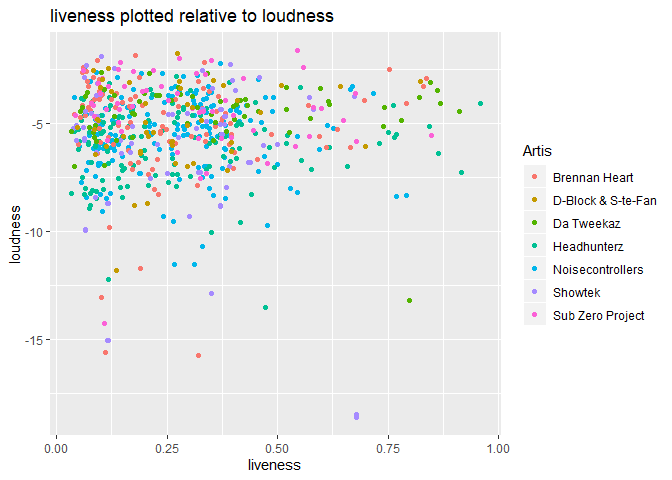 liveness plotted relative to loudness
loudness
-5
-10
-15
0.00
0.25
0.50
0.75
1.00
liveness
Artis
Brennan Heart
D-Block & S-te-Fan
Da Tweekaz
Headhunterz
Noisecontrollers
Showtek
Sub Zero Project